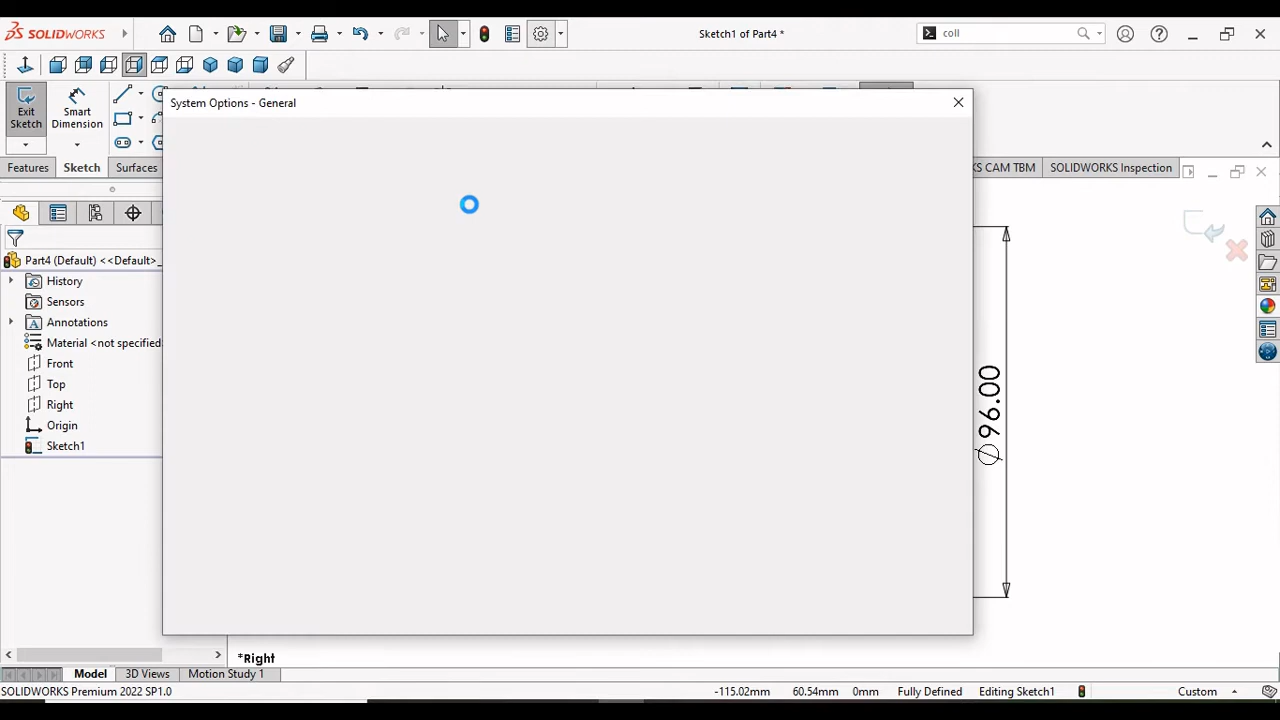 SOLIDWORKS
Sketch1 of Part4 *
coll
Exit Sketch
Smart Dimension
System Options - General
Features
Sketch
Surfaces
KS CAM TBM
SOLIDWORKS Inspection
Part4 (Default) <<Default>_
History
Sensors
Annotations
Material <not specified
Front
Top
Right
Origin
Sketch1
∅96.00
*Right
Model
3D Views
Motion Study 1
SOLIDWORKS Premium 2022 SP1.0
-115.02mm
60.54mm
0mm
Fully Defined
Editing Sketch1
Custom